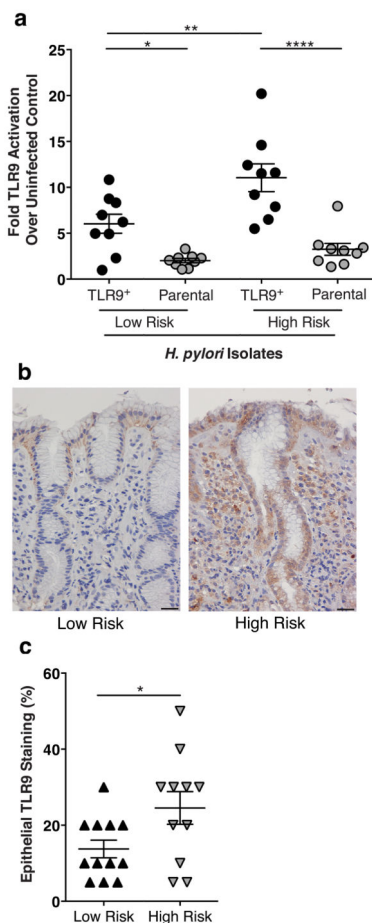 a
** 
* ****
Fold TLR9 Activation
Over Uninfected Control
25
20
15
10
5
0
TLR9+ Parental TLR9+ Parental
Low Risk High Risk
H. pylori Isolates
b
Low Risk High Risk
c
*
Epithelial TLR9 Staining (%)
60
40
20
0
Low Risk High Risk